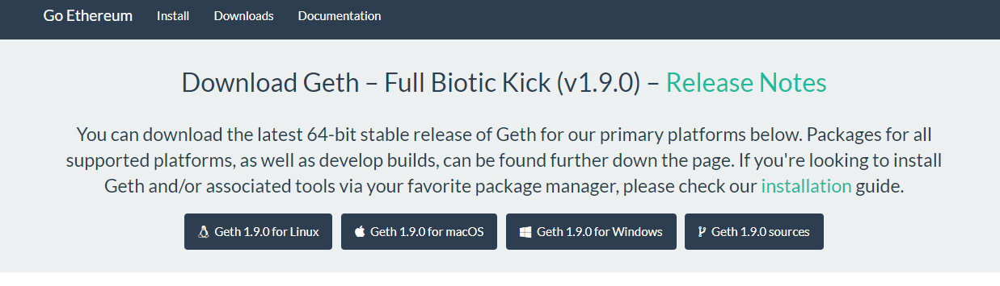 Go Ethereum Install Downloads Documentation
Download Geth – Full Biotic Kick (v1.9.0) – Release Notes
You can download the latest 64-bit stable release of Geth for our primary platforms below. Packages for all
supported platforms, as well as develop builds, can be found further down the page. If you're looking to install
Geth and/or associated tools via your favorite package manager, please check our installation guide.
Geth 1.9.0 for Linux Geth 1.9.0 for macOS Geth 1.9.0 for Windows Geth 1.9.0 sources